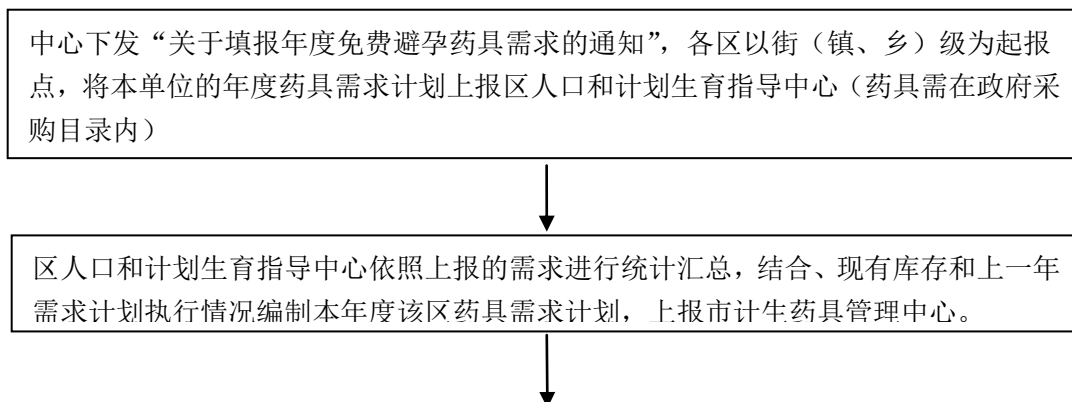 中心下发“关于填报年度免费避孕药具需求的通知”，各区以街（镇、乡）级为起报
点，将本单位的年度药具需求计划上报区人口和计划生育指导中心（药具需在政府采
购目录内）
区人口和计划生育指导中心依照上报的需求进行统计汇总，结合、现有库存和上一年
需求计划执行情况编制本年度该区药具需求计划，上报市计生药具管理中心。